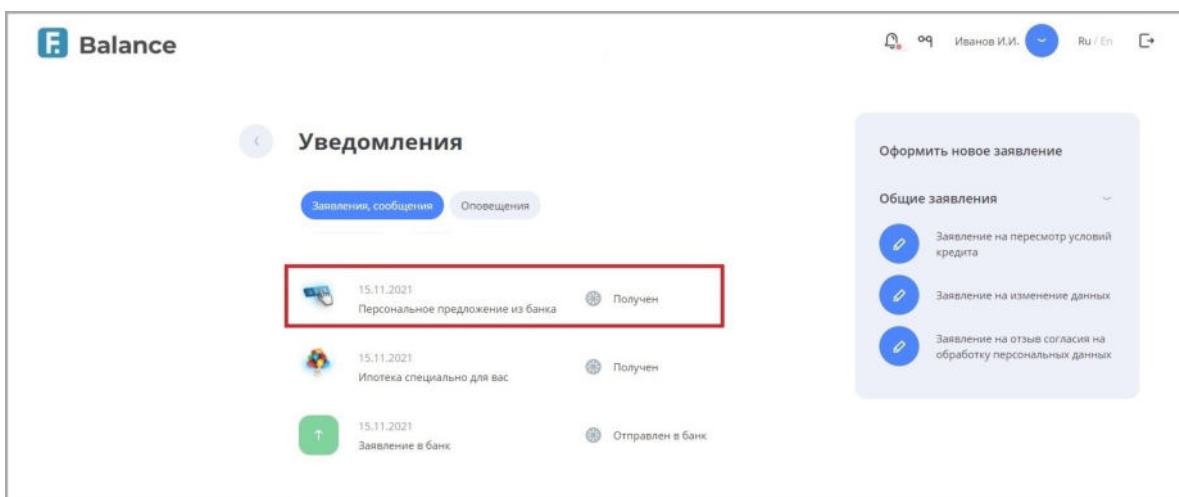 F. Balance
Иванов И.И.
Ru / En
Уведомления
Заявления, сообщения
Оповещения
15.11.2021
Персональное предложение из банка
Получен
15.11.2021
Ипотека специально для вас
Получен
15.11.2021
Заявление в банк
Отправлен в банк
Оформить новое заявление
Общие заявления
Заявление на пересмотр условий
кредита
Заявление на изменение данных
Заявление на отзыв согласия на
обработку персональных данных